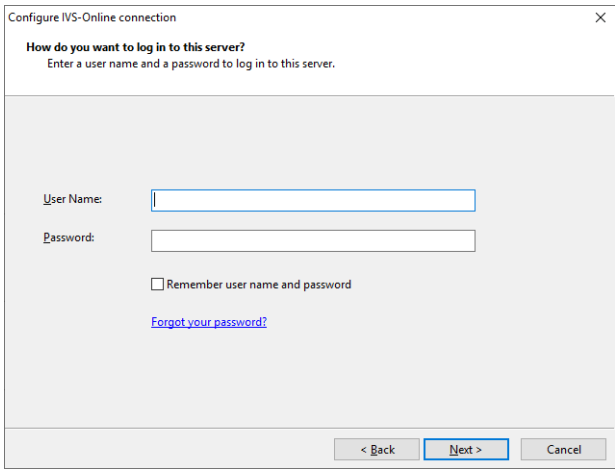 Configure IVS-Online connection
How do you want to log in to this server?
Enter a user name and a password to log in to this server.
User Name:
Password:
Remember user name and password
Forgot your password?
< Back Next > Cancel